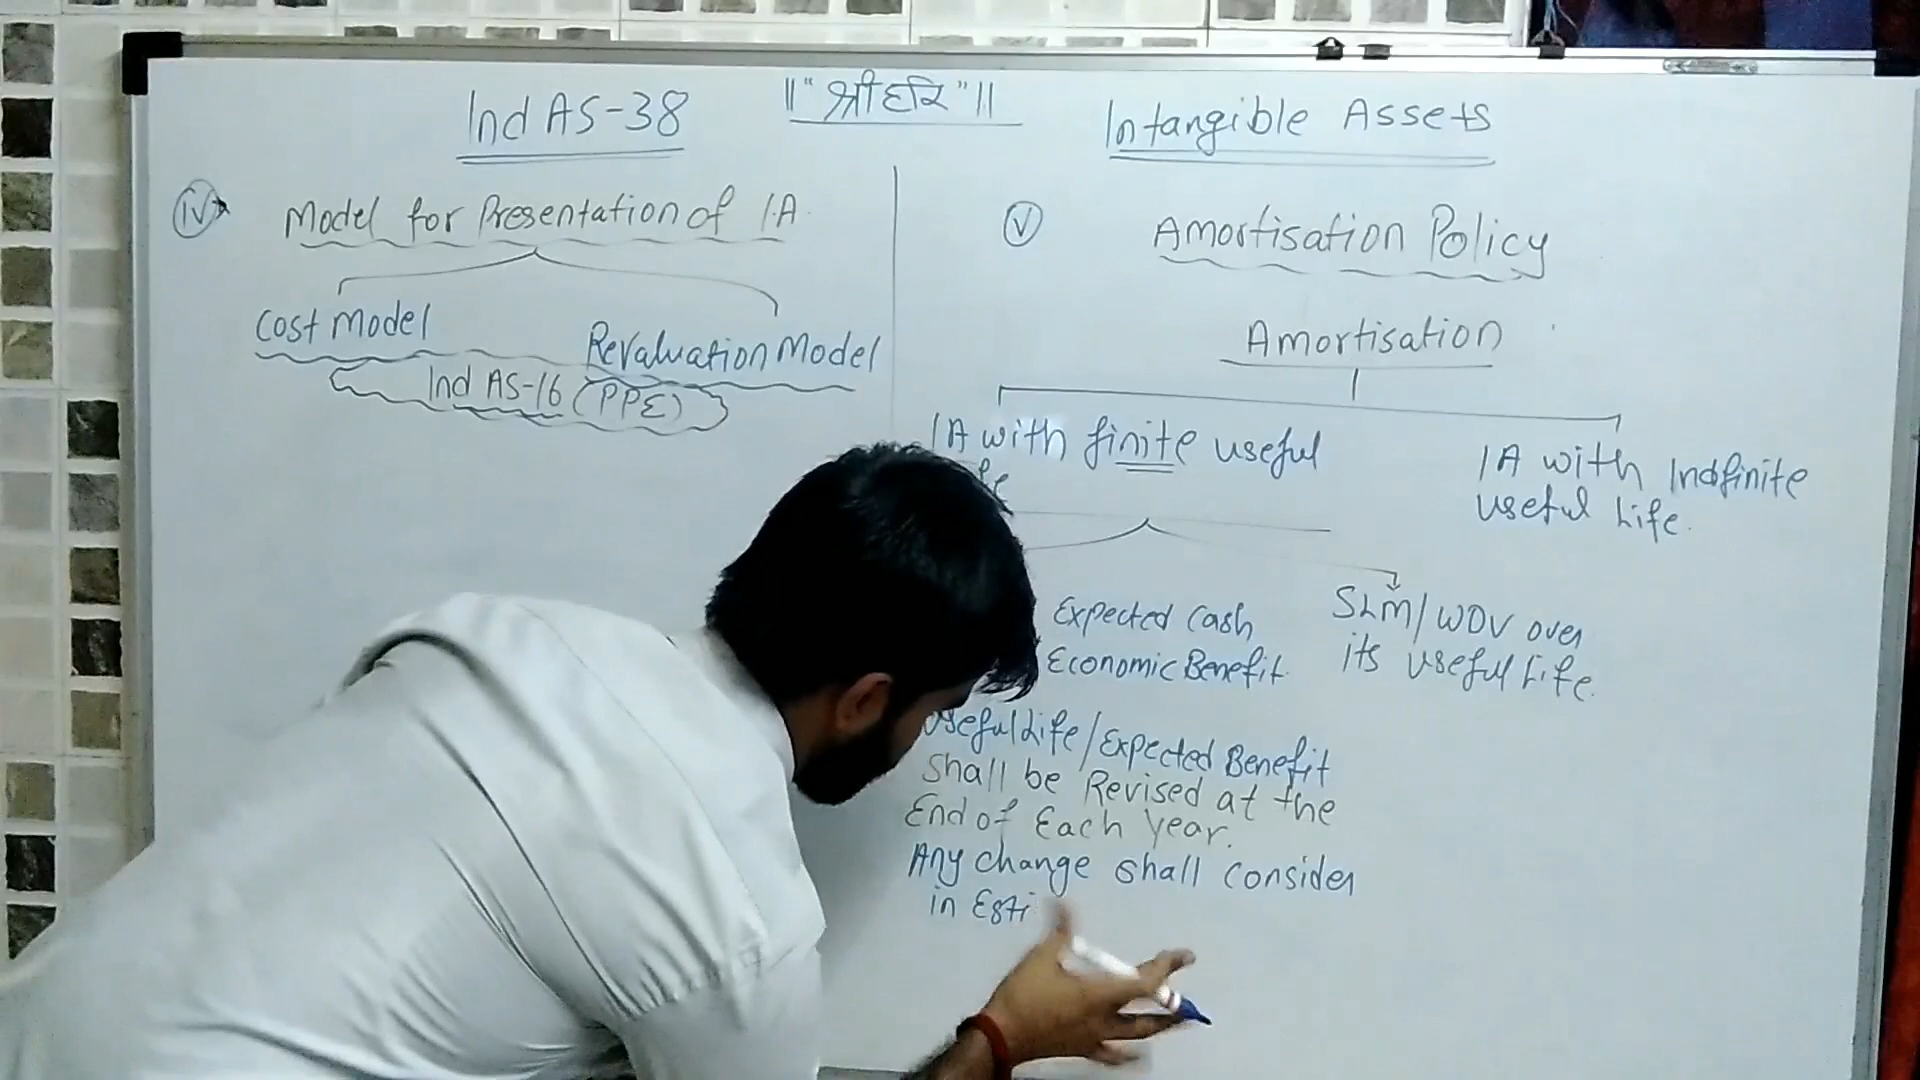 Ind AS-38
॥ "श्रीहरि" ॥
Intangible Assets
iv
Model for Presentation of I.A.
Cost Model
Revaluation Model
Ind AS-16 (PPE)
v
Amortisation Policy
Amortisation
IA with finite useful
IA with Indefinite
useful Life.
Expected Cash
Economic Benefit.
SLM/WDV over
its useful Life.
Useful Life/Expected Benefit
Shall be Revised at the
End of Each Year.
Any change shall consider
in Esti